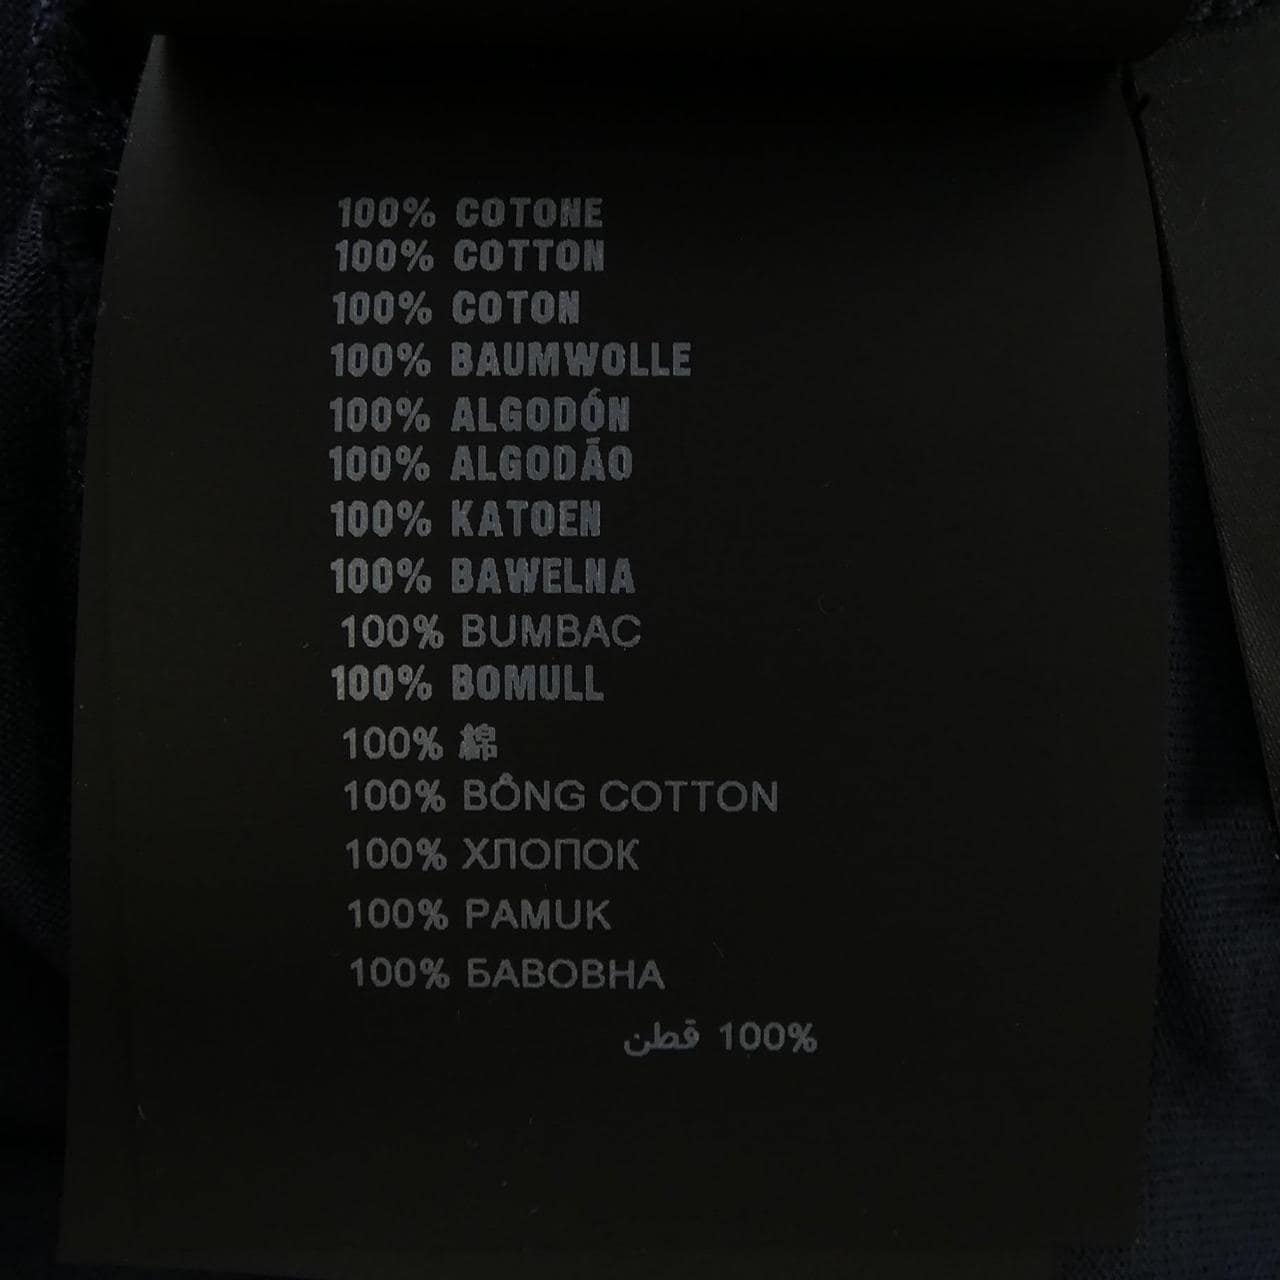 100% COTONE
100% COTTON
100% COTON
100% BAUMWOLLE
100% ALGODÓN
100% ALGODÃO
100% KATOEN
100% BAWELNA
100% BUMBAC
100% BOMULL
100% 綿
100% BÔNG COTTON
100% ХЛОПОК
100% PAMUK
100% БАВОВНА
100% قطن